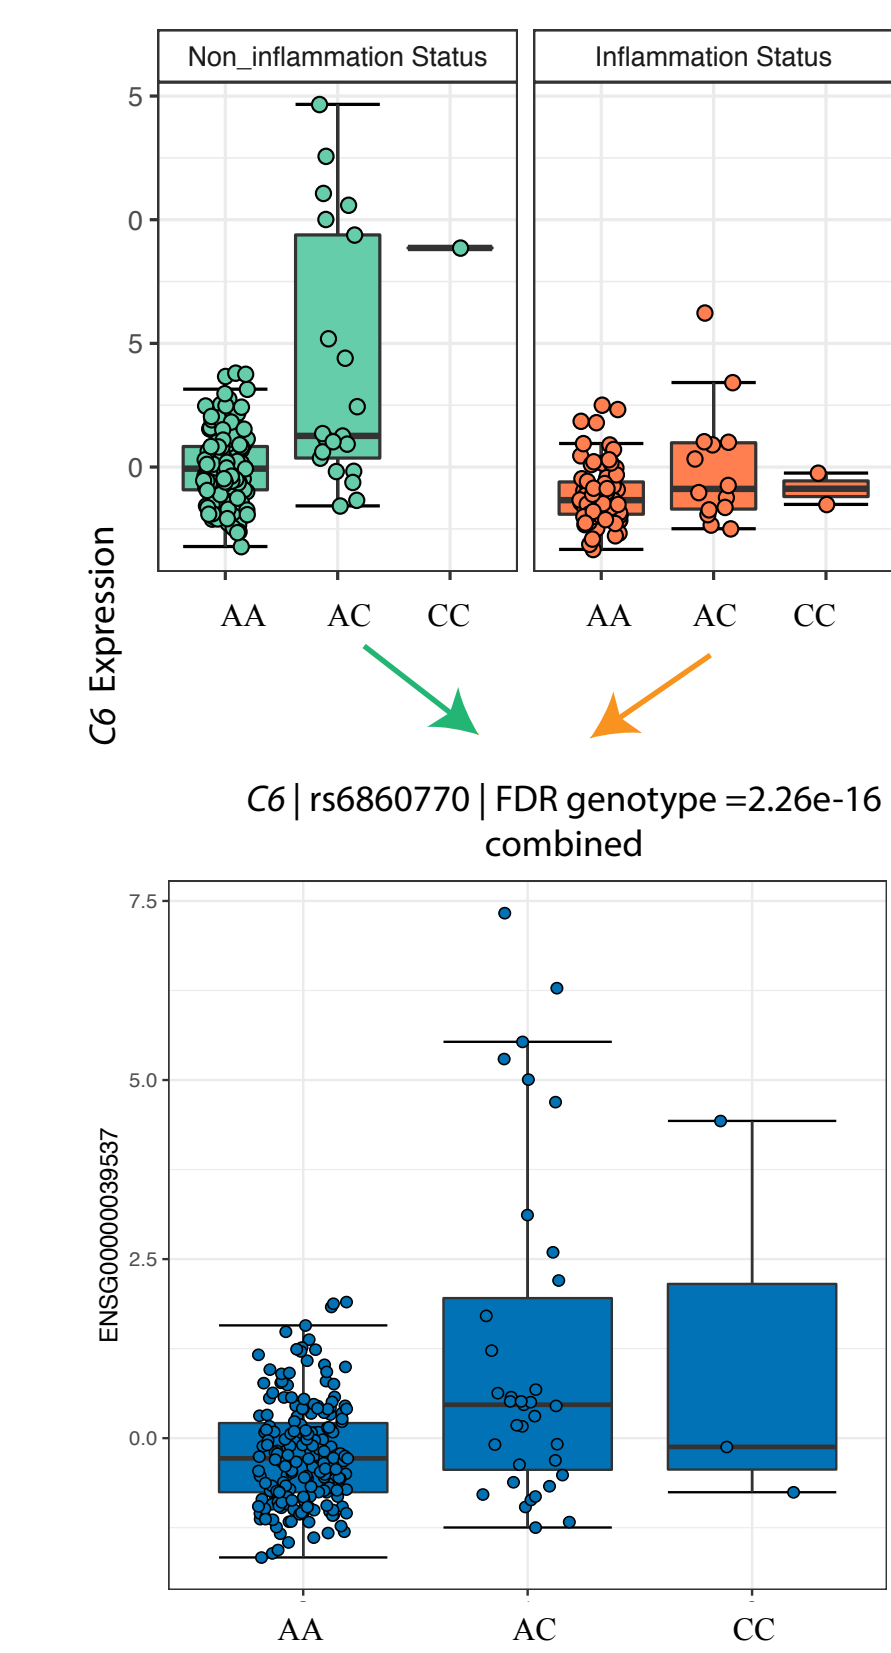 Non_inflammation Status
Inflammation Status
5
0
5
0
C6 Expression
AA
AC
CC
AA
AC
CC
C6 | rs6860770 | FDR genotype =2.26e-16
combined
7.5
5.0
2.5
0.0
ENSG00000039537
AA
AC
CC